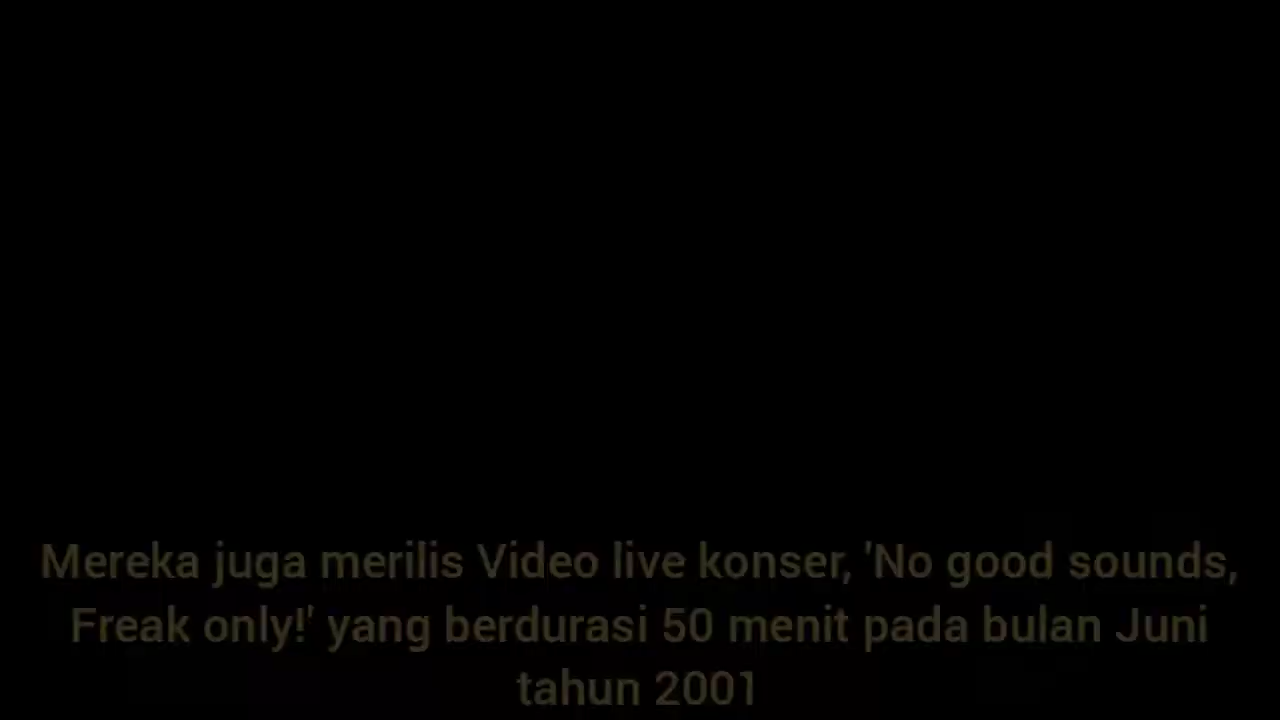 Mereka juga merilis Video live konser, 'No good sounds,
Freak only!' yang berdurasi 50 menit pada bulan Juni
tahun 2001